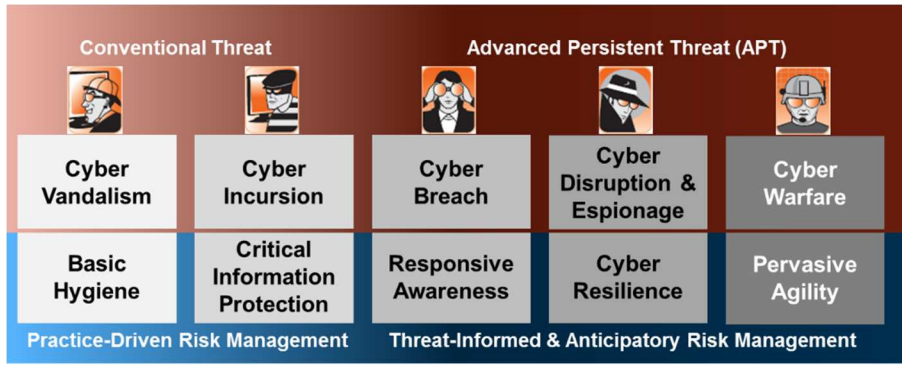 Conventional Threat
Advanced Persistent Threat (APT)
Cyber
Vandalism
Cyber
Incursion
Cyber
Breach
Cyber
Disruption &
Espionage
Cyber
Warfare
Basic
Hygiene
Critical
Information
Protection
Responsive
Awareness
Cyber
Resilience
Pervasive
Agility
Practice-Driven Risk Management
Threat-Informed & Anticipatory Risk Management